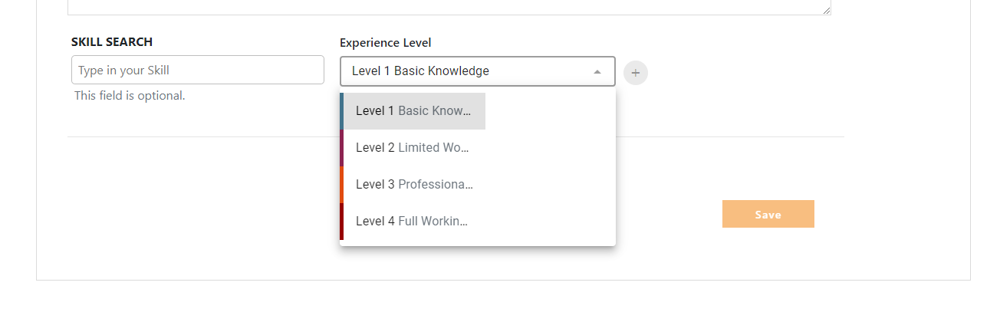 SKILL SEARCH
Experience Level
Type in your Skill
Level 1 Basic Knowledge
+
This field is optional.
Level 1 Basic Know...
Level 2 Limited Wo...
Level 3 Professiona...
Level 4 Full Workin...
Save